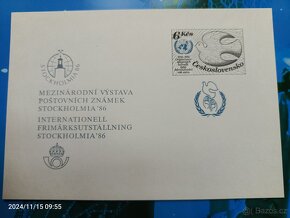 STOCKHOLMIA 86
MEZINÁRODNÍ VÝSTAVA
POŠTOVNÍCH ZNÁMEK
STOCKHOLMIA '86
INTERNATIONELL
FRIMÄRKSUTSTÄLLNING
STOCKHOLMIA '86
6 Kčs
Československo
2024/11/15 09:55